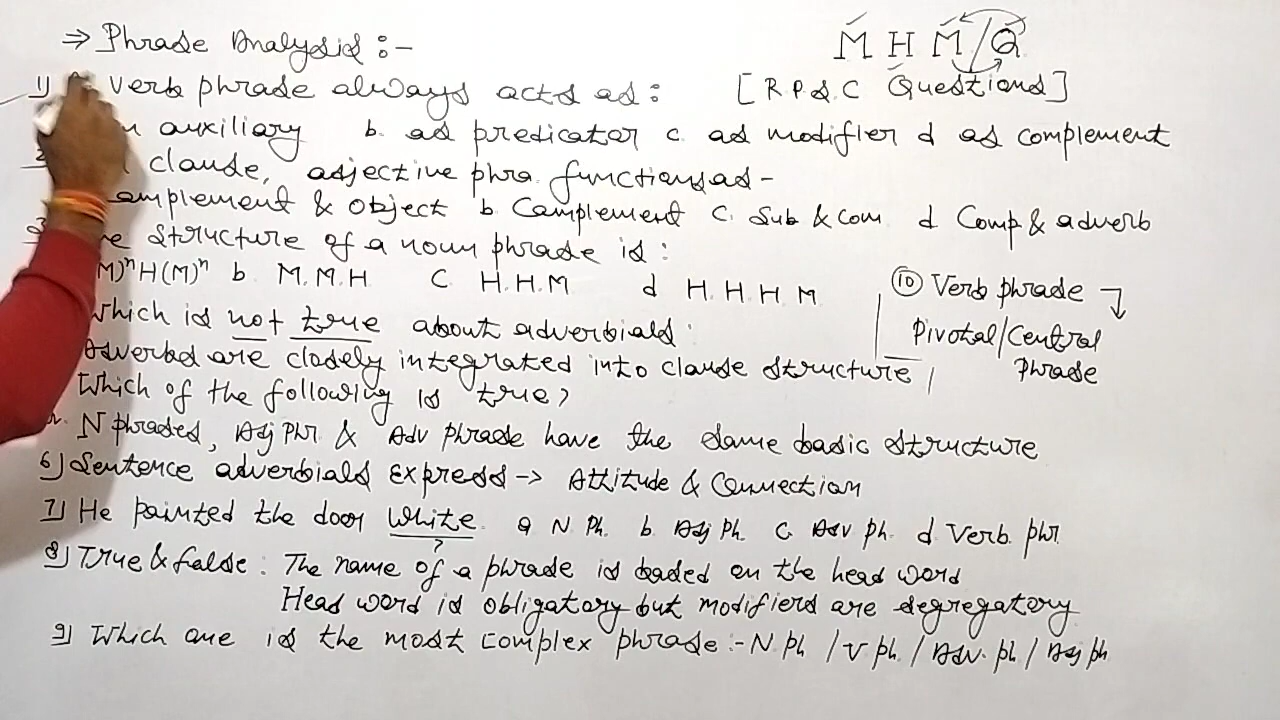 ⇒ Phrase Analysis :-
M H M/Q
1) Verb phrase always acts as:
[R.P.S.C Questions]
auxiliary b. as predicator c. as modifier d as complement
clause, adjective phra. functions as -
omplement & object b. Complement c. Sub & com d Comp & adverb
Structure of a noun phrase is:
M)ⁿH(M)ⁿ b M.M.H C H.H.M d H.H.H M
which is not true about adverbials:
Adverbs are closely integrated into clause structure
Which of the following is true?
N phrases, Adj Phr & Adv phrase have the same basic structure
6) Sentence adverbials express → Attitude & Connection
7) He painted the door white. a N Ph. b Adj Ph c Adv ph. d Verb phr
?
8) True & false: The name of a phrase is based on the head word
Head word is obligatory but modifiers are segregatory
9) Which one is the most complex phrase:- N. ph / V ph. / Adv. ph / Adj ph
10 Verb phrase
Pivotal/Central
Phrase